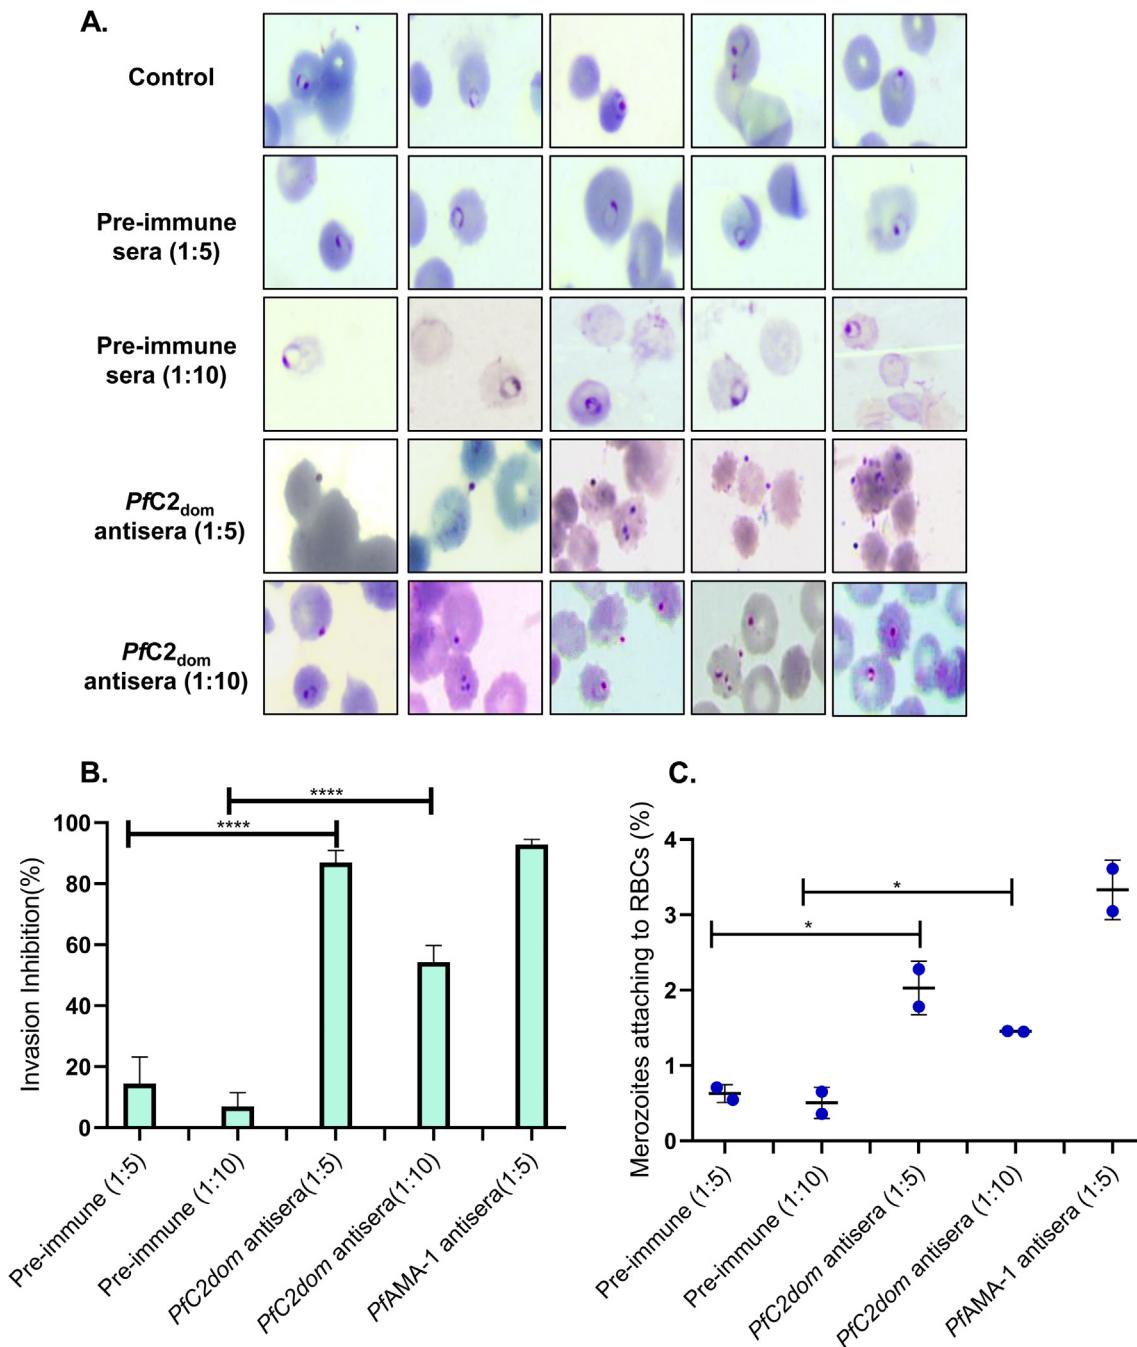 A.
Control
Pre-immune
sera (1:5)
Pre-immune
sera (1:10)
PfC2dom
antisera (1:5)
PfC2dom
antisera (1:10)
B.
****
****
100
80
60
40
20
0
Invasion Inhibition(%)
Pre-immune (1:5)
Pre-immune (1:10)
PfC2dom antisera(1:5)
PfC2dom antisera(1:10)
PfAMA-1 antisera(1:5)
C.
*
*
4
3
2
1
0
Merozoites attaching to RBCs (%)
Pre-immune (1:5)
Pre-immune (1:10)
PfC2dom antisera (1:5)
PfC2dom antisera (1:10)
PfAMA-1 antisera (1:5)